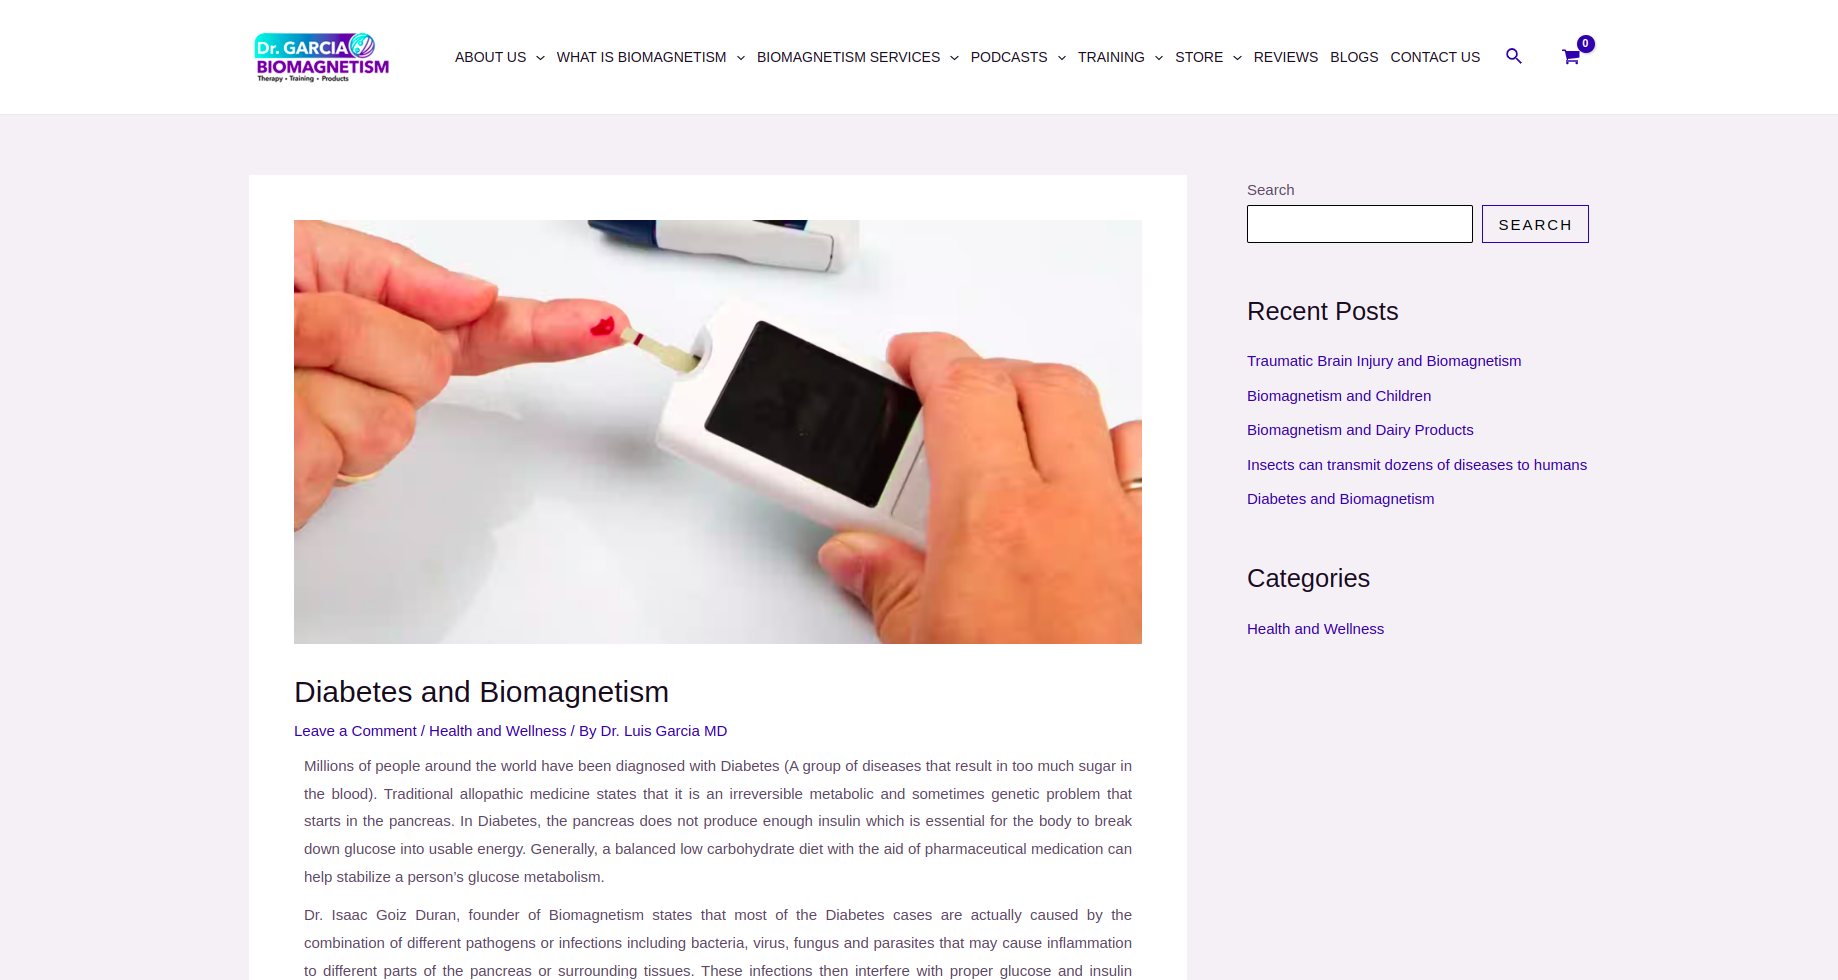 Dr. GARCIA
BIOMAGNETISM
Therapy • Training • Products
ABOUT US WHAT IS BIOMAGNETISM BIOMAGNETISM SERVICES PODCASTS TRAINING STORE REVIEWS BLOGS CONTACT US 0
Diabetes and Biomagnetism
Leave a Comment / Health and Wellness / By Dr. Luis Garcia MD
Millions of people around the world have been diagnosed with Diabetes (A group of diseases that result in too much sugar in
the blood). Traditional allopathic medicine states that it is an irreversible metabolic and sometimes genetic problem that
starts in the pancreas. In Diabetes, the pancreas does not produce enough insulin which is essential for the body to break
down glucose into usable energy. Generally, a balanced low carbohydrate diet with the aid of pharmaceutical medication can
help stabilize a person’s glucose metabolism.
Dr. Isaac Goiz Duran, founder of Biomagnetism states that most of the Diabetes cases are actually caused by the
combination of different pathogens or infections including bacteria, virus, fungus and parasites that may cause inflammation
to different parts of the pancreas or surrounding tissues. These infections then interfere with proper glucose and insulin
Search
SEARCH
Recent Posts
Traumatic Brain Injury and Biomagnetism
Biomagnetism and Children
Biomagnetism and Dairy Products
Insects can transmit dozens of diseases to humans
Diabetes and Biomagnetism
Categories
Health and Wellness